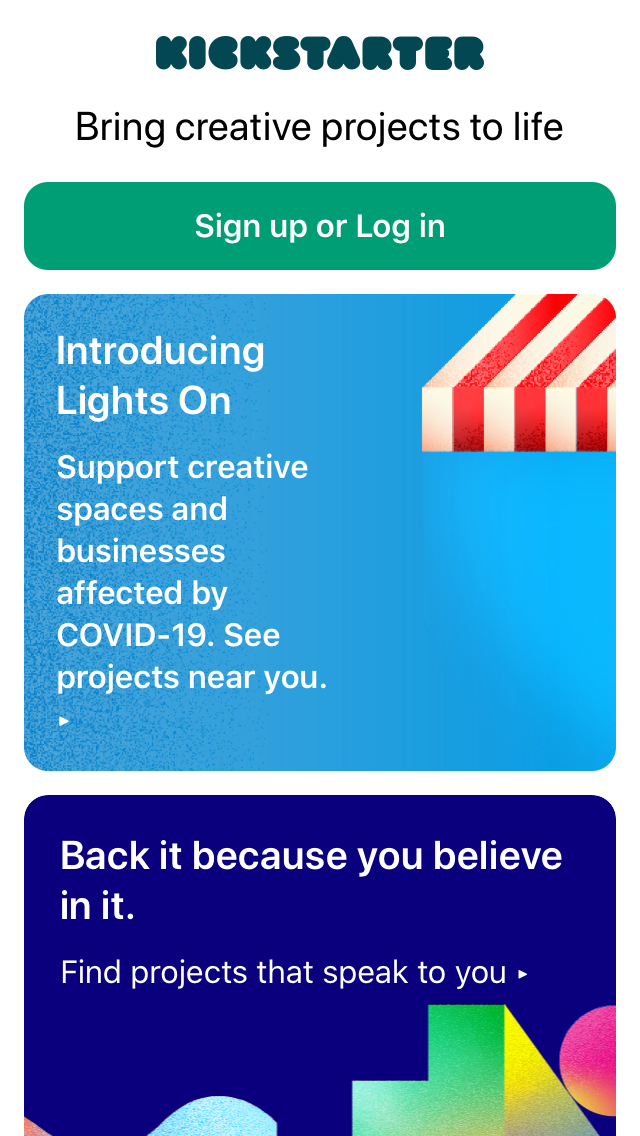 KICKSTARTER
Bring creative projects to life
Sign up or Log in
Introducing
Lights On
Support creative
spaces and
businesses
affected by
COVID-19. See
projects near you.
▸
Back it because you believe
in it.
Find projects that speak to you ▸